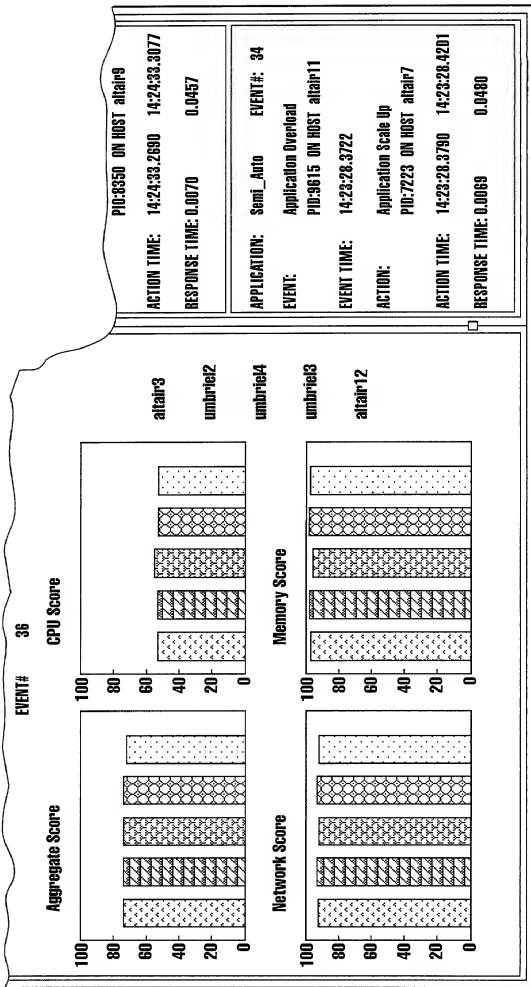 EVENT# 36
Aggregate Score
100
80
60
40
20
0
CPU Score
100
80
60
40
20
0
Network Score
100
80
60
40
20
0
Memory Score
100
80
60
40
20
0
altair3
umbriel2
umbriel4
umbriel3
altair12
PID:8350 ON HOST altair9
ACTION TIME: 14:24:33.2690 14:24:33.3077
RESPONSE TIME: 0.0070 0.0457
APPLICATION: Semi_Auto EVENT#: 34
EVENT: Application Overload
PID:9615 ON HOST altair11
EVENT TIME: 14:23:28.3722
ACTION: Application Scale Up
PID:7223 ON HOST altair7
ACTION TIME: 14:23:28.3790 14:23:28.4201
RESPONSE TIME: 0.0069 0.0480